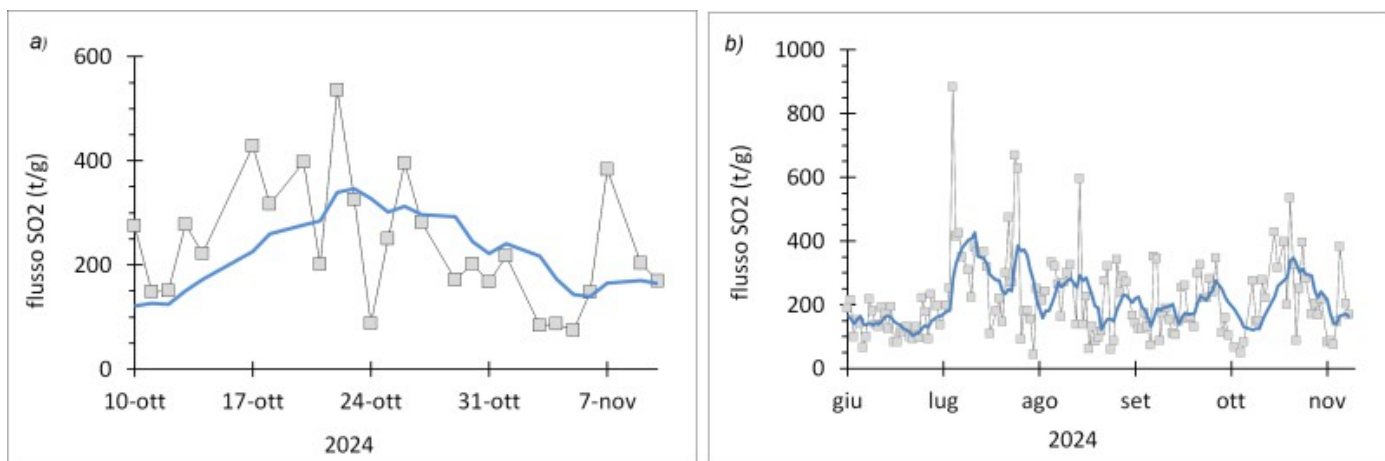 a)
flusso SO2 (t/g)
600
400
200
0
10-ott 17-ott 24-ott 31-ott 7-nov
2024
b)
flusso SO2 (t/g)
1000
800
600
400
200
0
giu lug ago set ott nov
2024